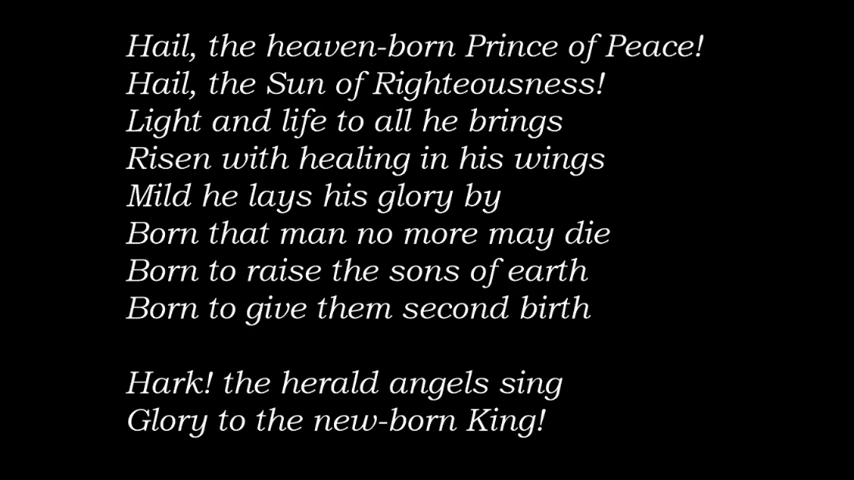 Hail, the heaven-born Prince of Peace!
Hail, the Sun of Righteousness!
Light and life to all he brings
Risen with healing in his wings
Mild he lays his glory by
Born that man no more may die
Born to raise the sons of earth
Born to give them second birth
Hark! the herald angels sing
Glory to the new-born King!